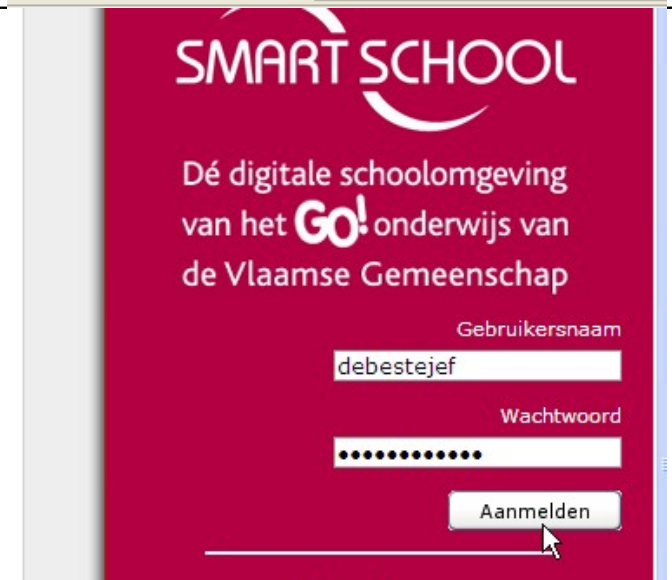 SMART SCHOOL
Dé digitale schoolomgeving
van het GO! onderwijs van
de Vlaamse Gemeenschap
Gebruikersnaam
debestejef
Wachtwoord
••••••••••••
Aanmelden